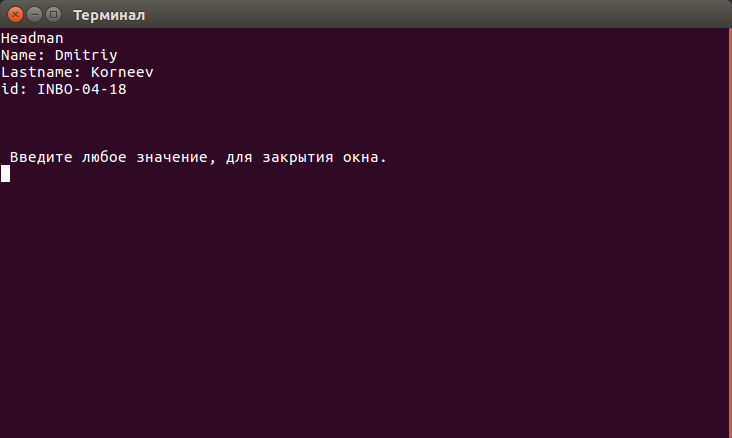 Терминал
Headman
Name: Dmitriy
Lastname: Korneev
id: INBO-04-18
Введите любое значение, для закрытия окна.